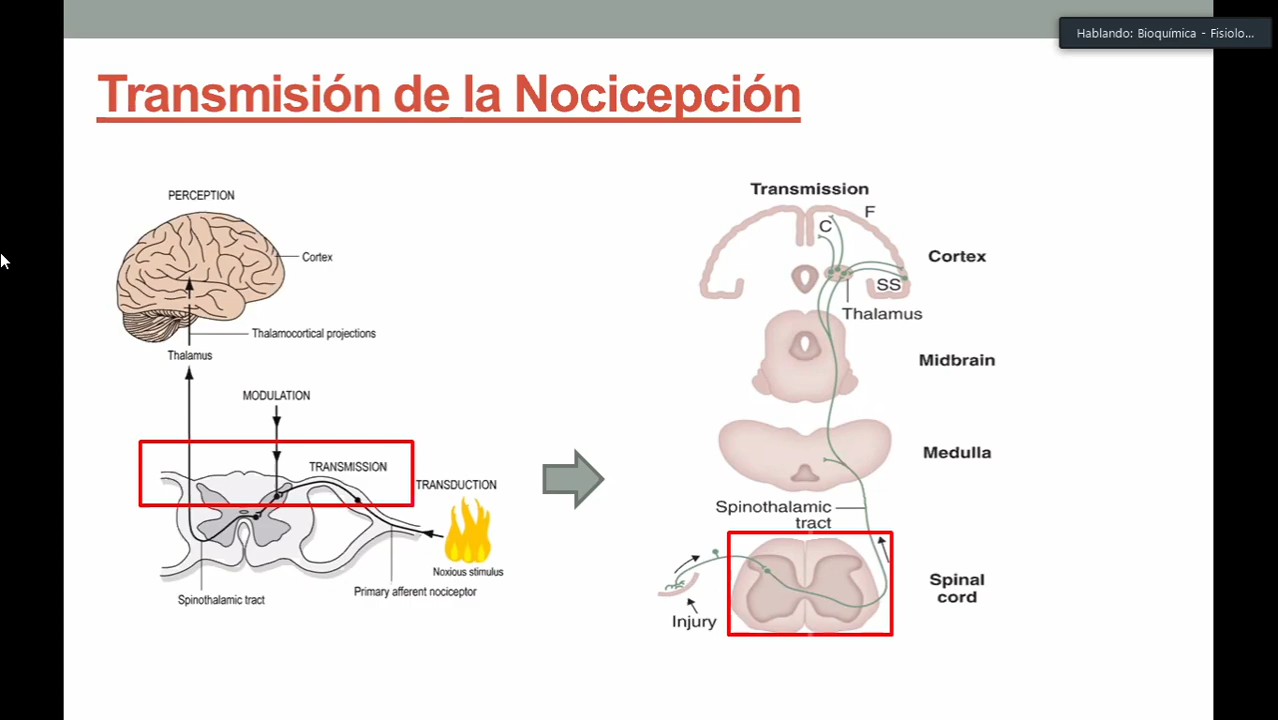 Hablando: Bioquímica - Fisiolo...
Transmisión de la Nocicepción
PERCEPTION
Cortex
Thalamocortical projections
Thalamus
MODULATION
TRANSMISSION
TRANSDUCTION
Noxious stimulus
Primary afferent nociceptor
Spinothalamic tract
Transmission
F
C
Cortex
SS
Thalamus
Midbrain
Medulla
Spinothalamic
tract
Spinal
cord
Injury